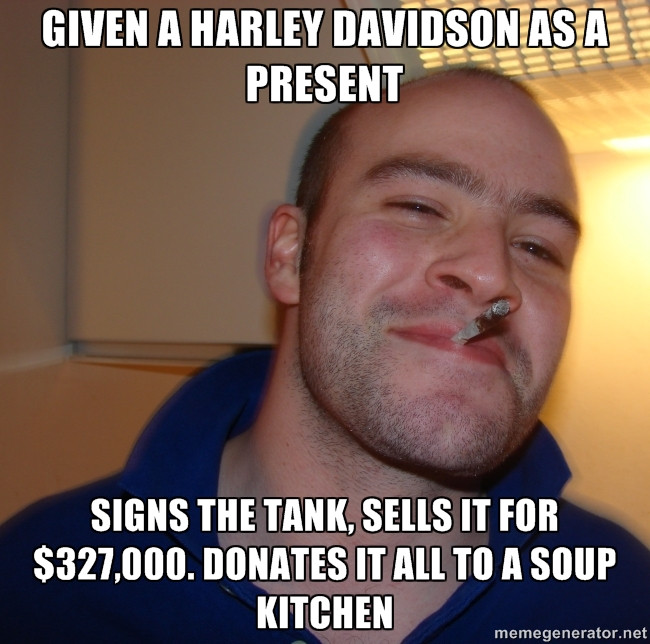 GIVEN A HARLEY DAVIDSON AS A
PRESENT
SIGNS THE TANK, SELLS IT FOR
$327,000. DONATES IT ALL TO A SOUP
KITCHEN
memegenerator.net